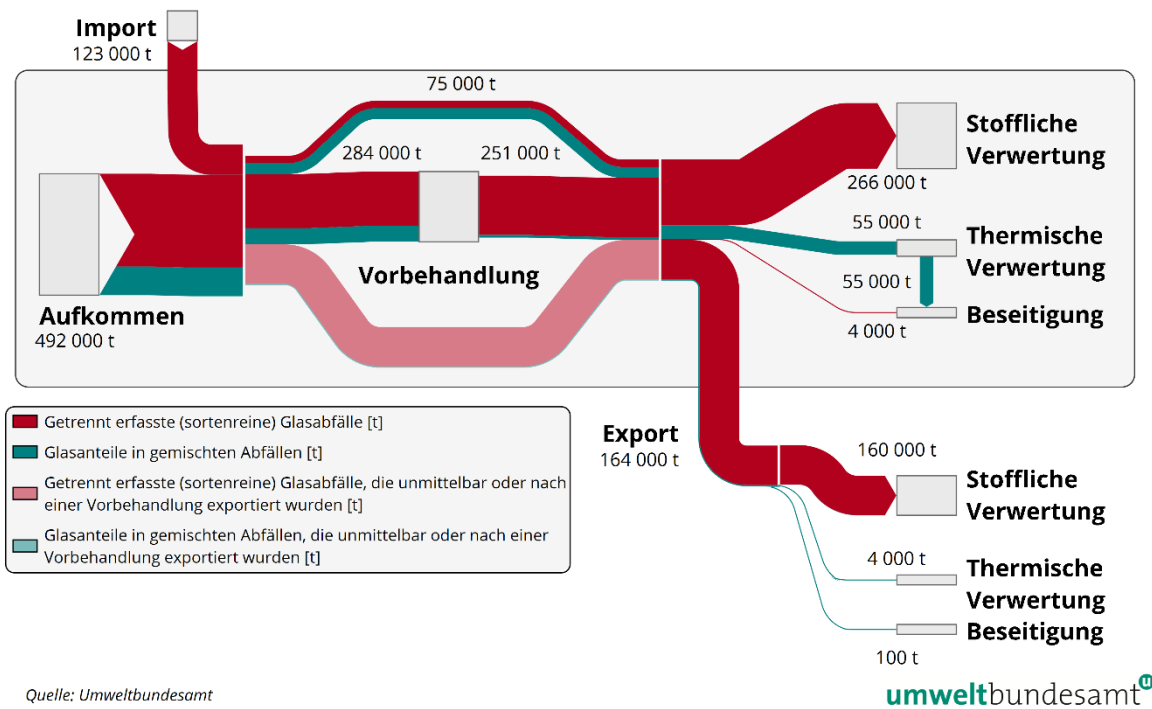 Import
123 000 t
75 000 t
284 000 t
251 000 t
Stoffliche
Verwertung
266 000 t
55 000 t
Thermische
Verwertung
Vorbehandlung
55 000 t
Aufkommen
492 000 t
Beseitigung
4 000 t
Getrennt erfasste (sortenreine) Glasabfälle [t]
Glasanteile in gemischten Abfällen [t]
Getrennt erfasste (sortenreine) Glasabfälle, die unmittelbar oder nach
einer Vorbehandlung exportiert wurden [t]
Glasanteile in gemischten Abfällen, die unmittelbar oder nach einer
Vorbehandlung exportiert wurden [t]
Export
164 000 t
160 000 t
Stoffliche
Verwertung
4 000 t
Thermische
Verwertung
Beseitigung
100 t
Quelle: Umweltbundesamt
umweltbundesamt u